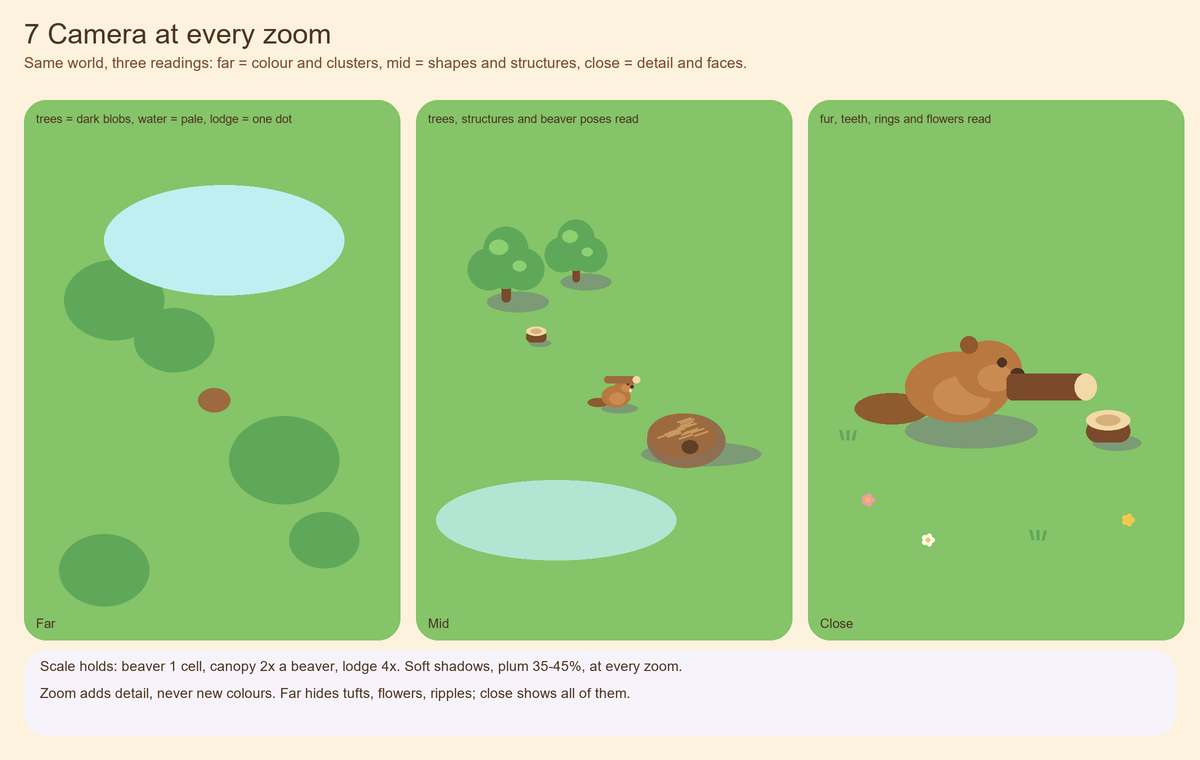 7 Camera at every zoom
Same world, three readings: far = colour and clusters, mid = shapes and structures, close = detail and faces.
trees = dark blobs, water = pale, lodge = one dot
trees, structures and beaver poses read
fur, teeth, rings and flowers read
Far
Mid
Close
Scale holds: beaver 1 cell, canopy 2x a beaver, lodge 4x. Soft shadows, plum 35-45%, at every zoom.
Zoom adds detail, never new colours. Far hides tufts, flowers, ripples; close shows all of them.